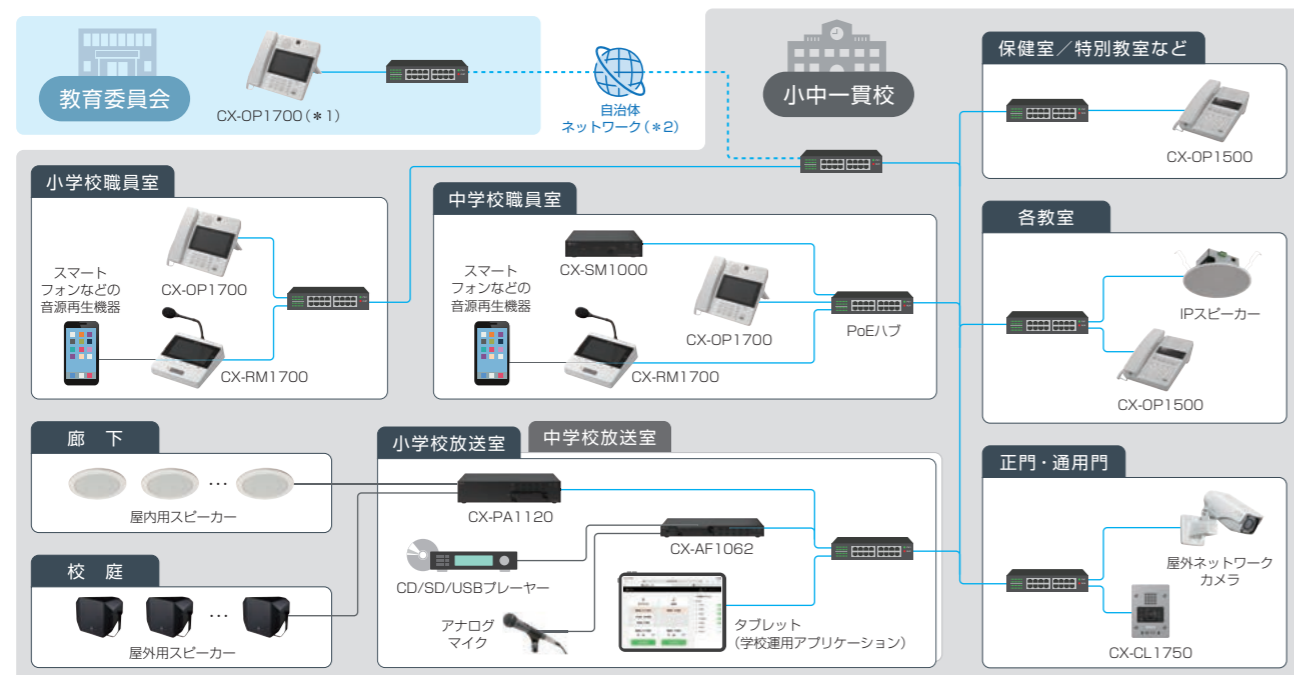 教育委員会
CX-OP1700（＊1）
自治体
ネットワーク（＊2）
小中一貫校
保健室／特別教室など
CX-OP1500
小学校職員室
CX-OP1700
スマート
フォンなどの
音源再生機器
CX-RM1700
中学校職員室
CX-SM1000
スマート
フォンなどの
音源再生機器
CX-OP1700
CX-RM1700
PoEハブ
各教室
IPスピーカー
CX-OP1500
廊 下
…
屋内用スピーカー
校 庭
…
屋外用スピーカー
小学校放送室
中学校放送室
CX-PA1120
CX-AF1062
CD/SD/USBプレーヤー
アナログ
マイク
タブレット
（学校運用アプリケーション）
正門・通用門
屋外ネットワーク
カメラ
CX-CL1750